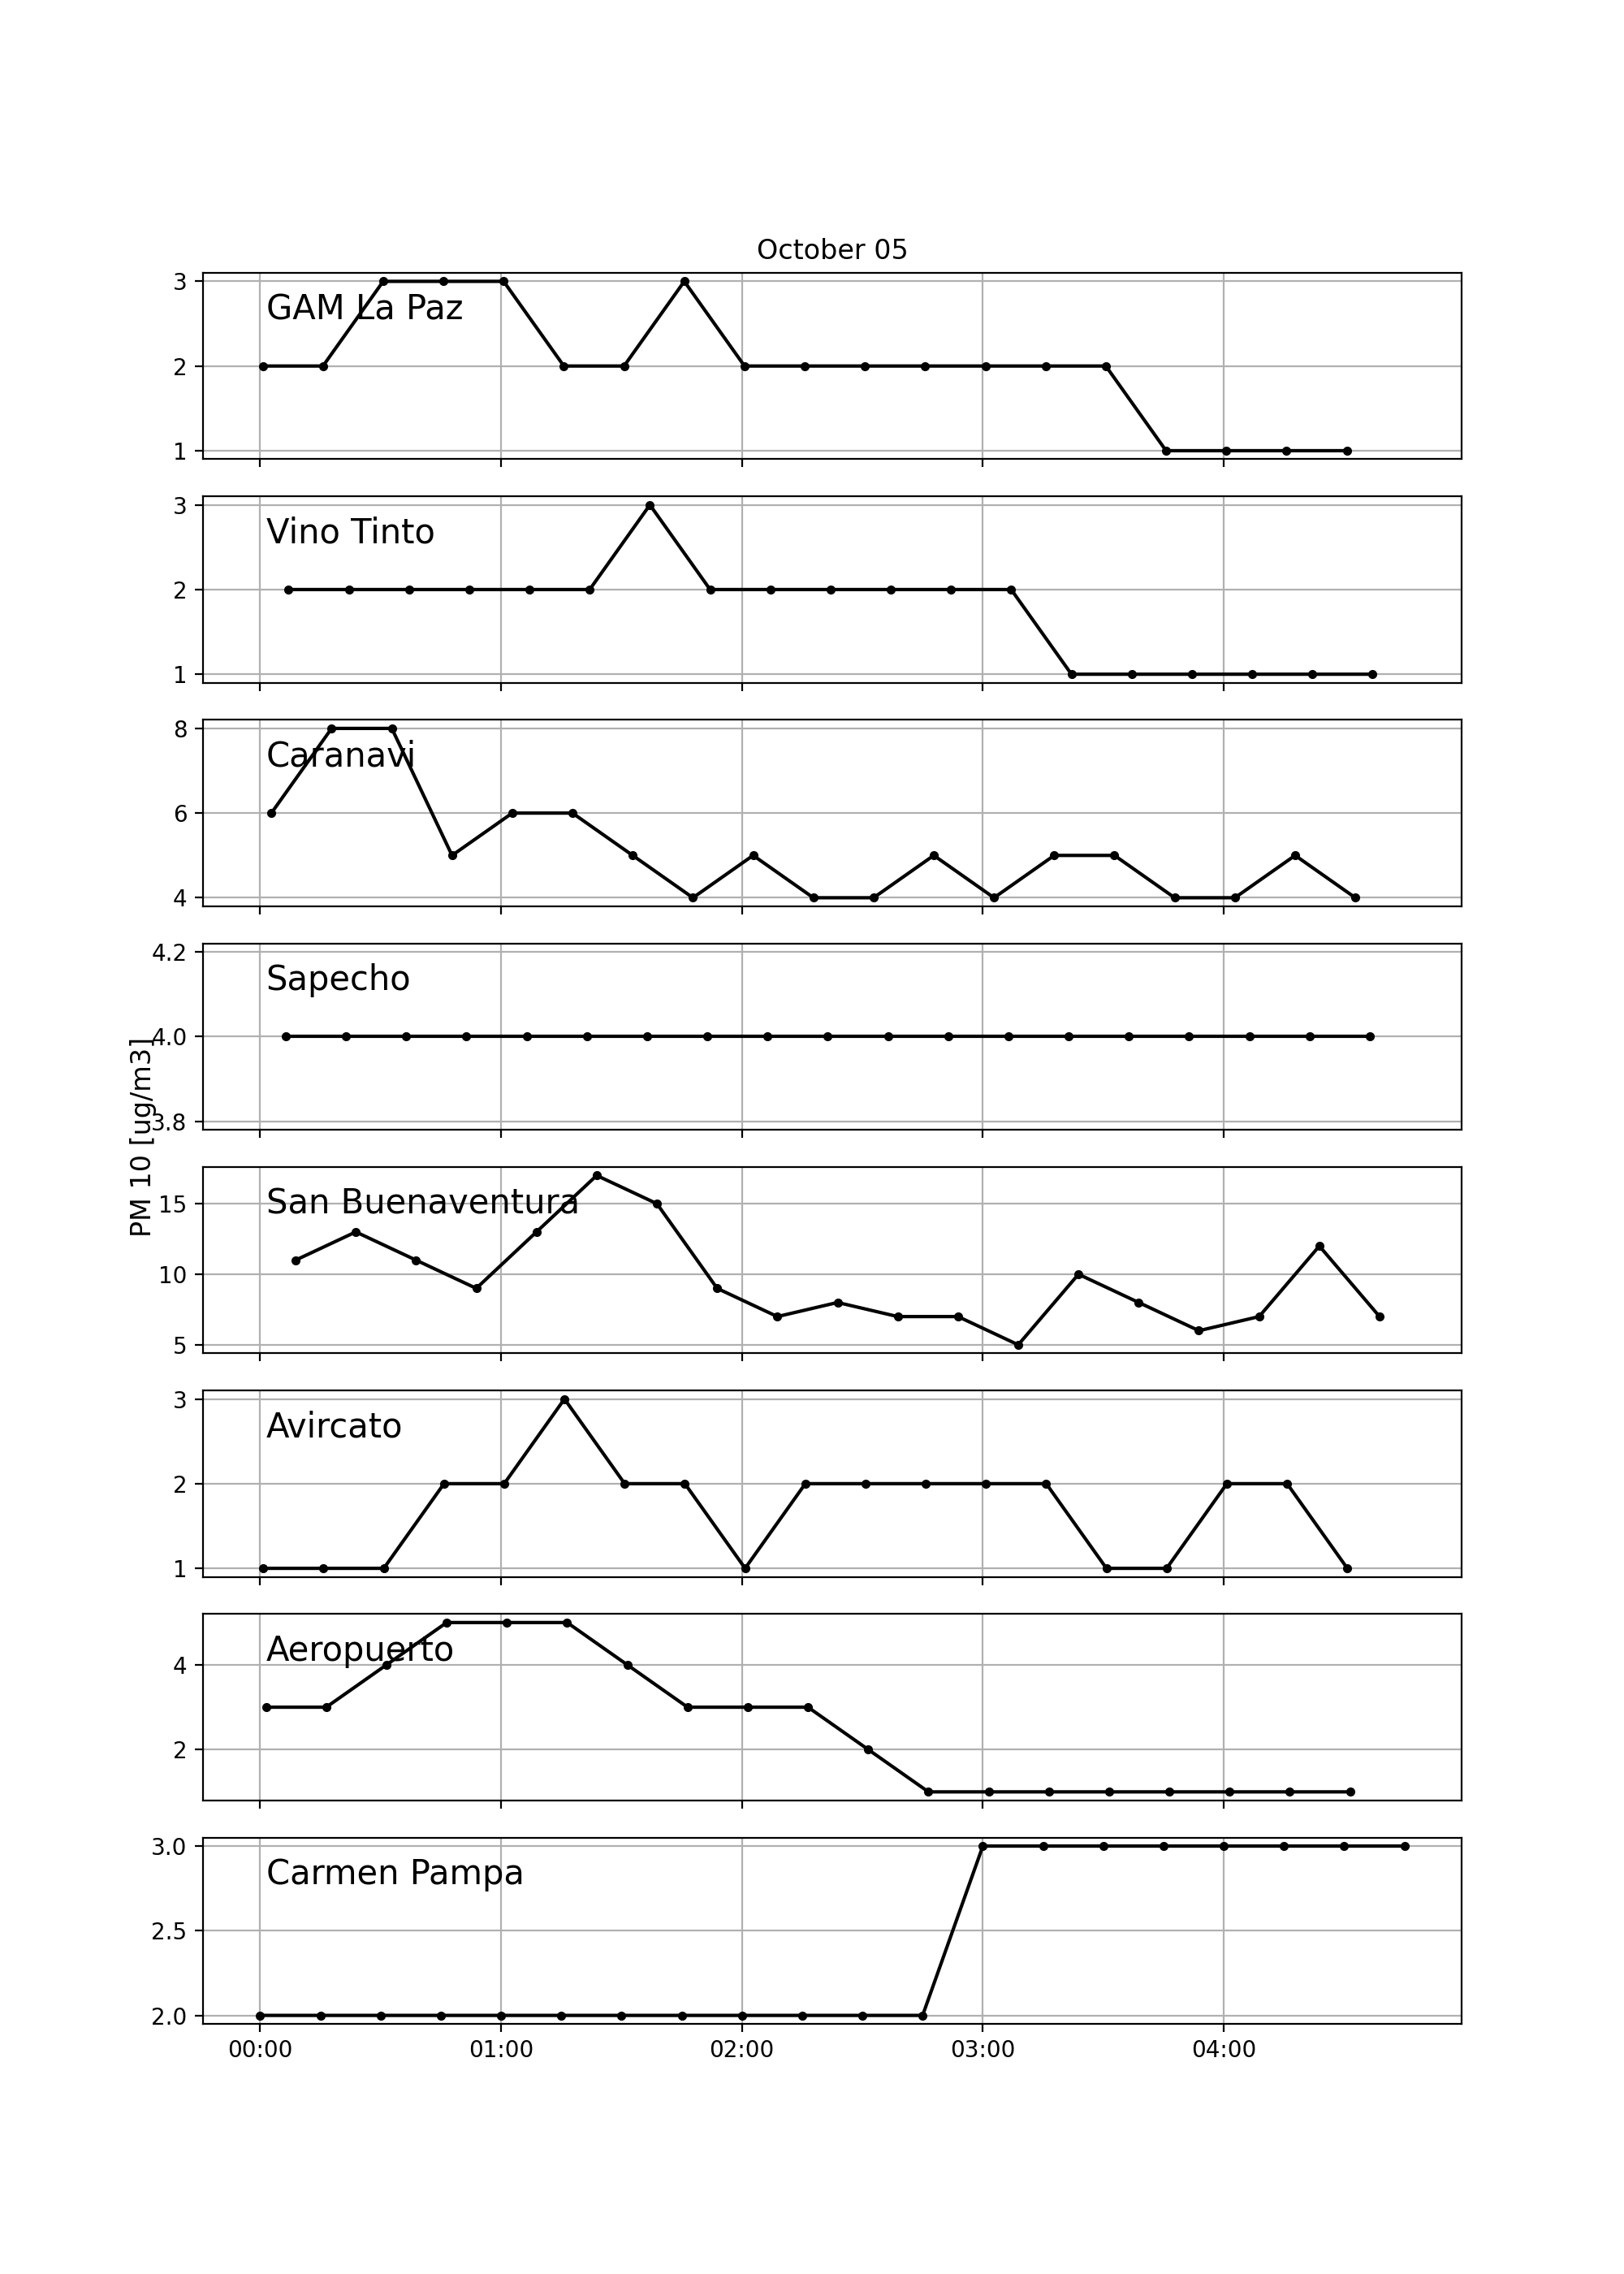 October 05
3
GAM La Paz
2
1
3
Vino Tinto
2
1
8
Caranavi
6
4
4.2
Sapecho
4.0
3.8
PM 10 [ug/m3]
San Buenaventura
15
10
5
3
Avircato
2
1
Aeropuerto
4
2
3.0
Carmen Pampa
2.5
2.0
00:00 01:00 02:00 03:00 04:00